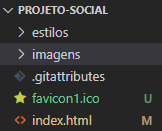 PROJETO-SOCIAL
estilos
imagens
.gitattributes
favicon1.ico U
index.html M